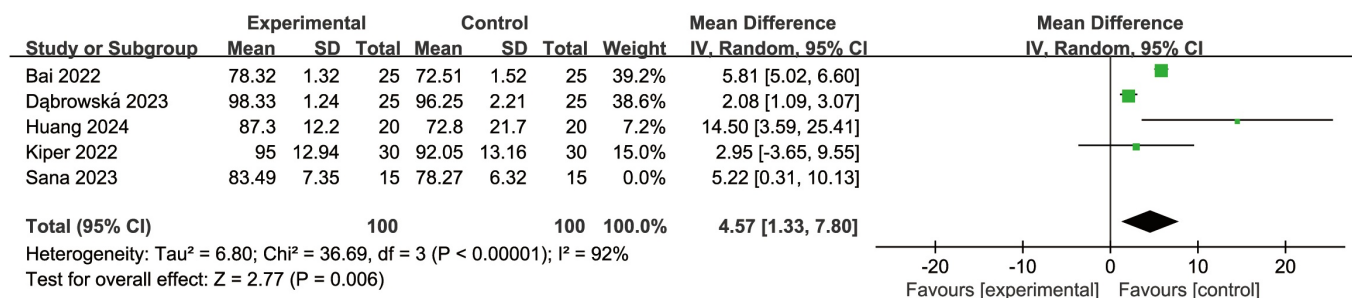 Experimental Control Mean Difference Mean Difference
Study or Subgroup Mean SD Total Mean SD Total Weight IV, Random, 95% CI IV, Random, 95% CI
Bai 2022 78.32 1.32 25 72.51 1.52 25 39.2% 5.81 [5.02, 6.60]
Dąbrowská 2023 98.33 1.24 25 96.25 2.21 25 38.6% 2.08 [1.09, 3.07]
Huang 2024 87.3 12.2 20 72.8 21.7 20 7.2% 14.50 [3.59, 25.41]
Kiper 2022 95 12.94 30 92.05 13.16 30 15.0% 2.95 [-3.65, 9.55]
Sana 2023 83.49 7.35 15 78.27 6.32 15 0.0% 5.22 [0.31, 10.13]
Total (95% CI) 100 100 100.0% 4.57 [1.33, 7.80]
Heterogeneity: Tau² = 6.80; Chi² = 36.69, df = 3 (P < 0.00001); I² = 92%
Test for overall effect: Z = 2.77 (P = 0.006)
-20 -10 0 10 20
Favours [experimental] Favours [control]